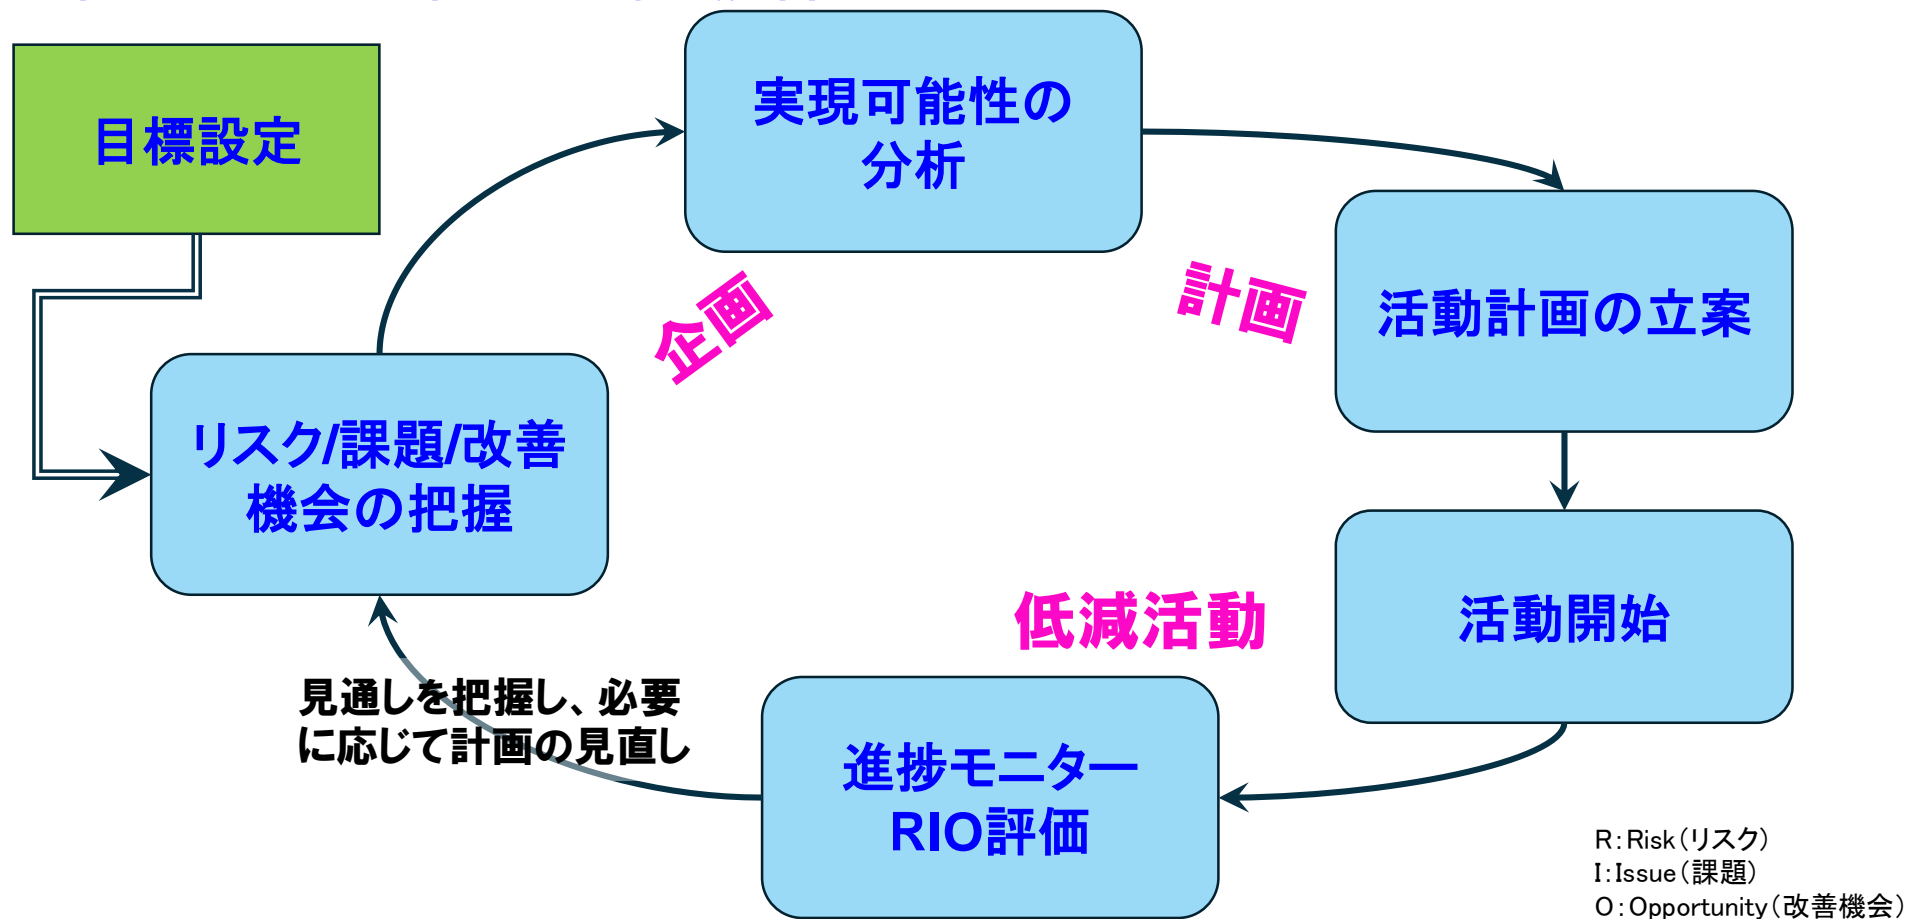 目標設定
実現可能性の
分析
企画
計画
活動計画の立案
リスク/課題/改善
機会の把握
低減活動
活動開始
見通しを把握し、必要
に応じて計画の見直し
進捗モニター
RIO評価
R：Risk（リスク）
I：Issue（課題）
O：Opportunity（改善機会）